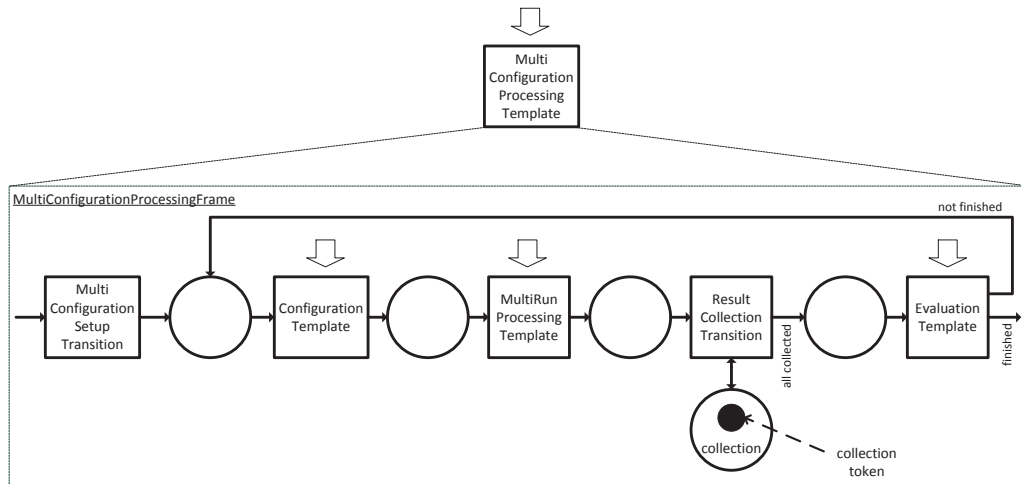 Multi
Configuration
Processing
Template
MultiConfigurationProcessingFrame
not finished
Multi
Configuration
Setup
Transition
Configuration
Template
MultiRun
Processing
Template
Result
Collection
Transition
all collected
Evaluation
Template
finished
collection
collection
token